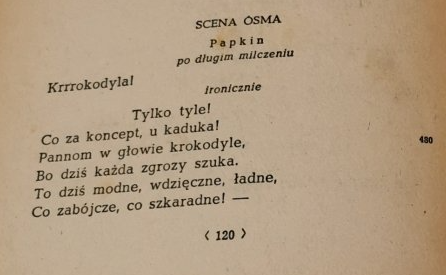 SCENA ÓSMA
Papkin
po długim milczeniu
Krrrokodyla!
ironicznie
Tylko tyle!
Co za koncept, u kaduka!
Pannom w głowie krokodyle,
Bo dziś każda zgrozy szuka.
480
To dziś modne, wdzięczne, ładne,
Co zabójcze, co szkaradne! —
⟨ 120 ⟩